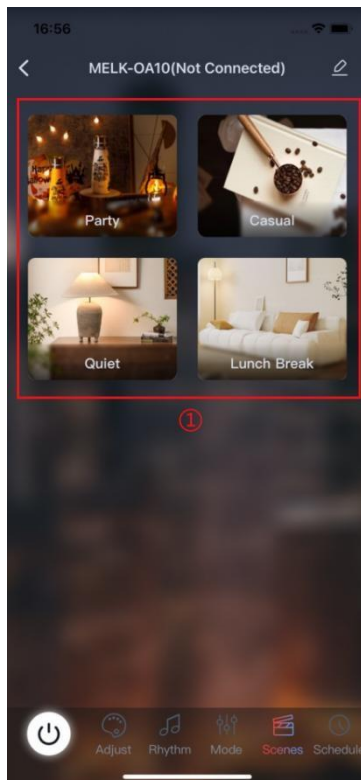 16:56
MELK-OA10(Not Connected)
Party
Casual
Quiet
Lunch Break
①
Adjust Rhythm Mode Scenes Schedule